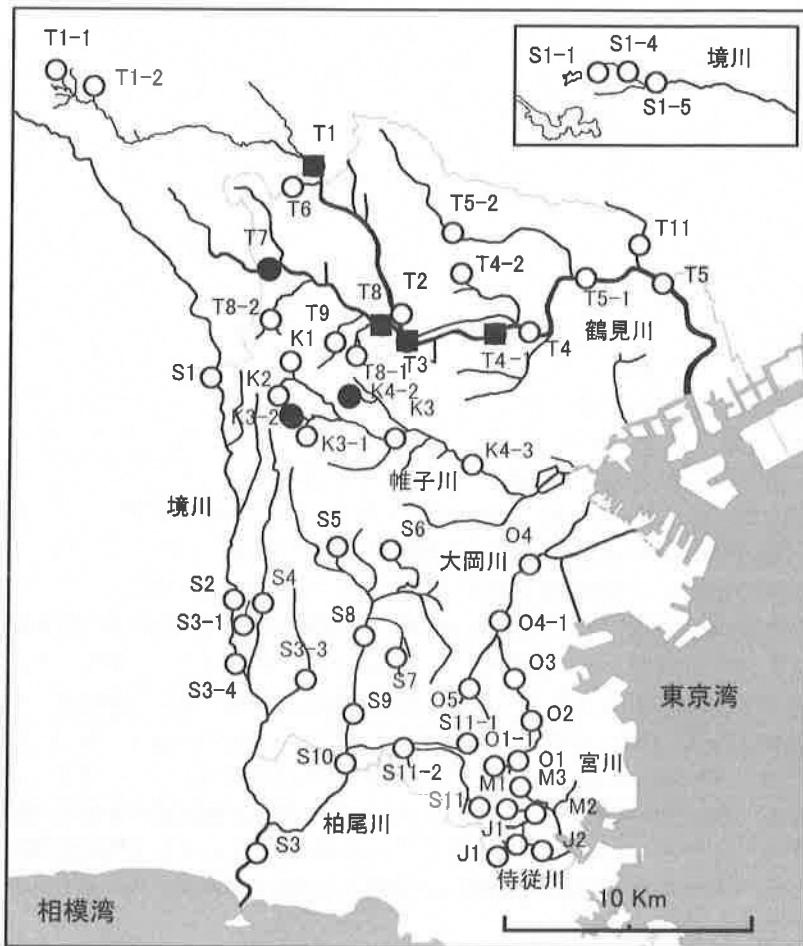 T1-1
T1-2
S1-1
S1-4
境川
S1-5
T1
T6
T5-2
T11
T7
T4-2
T5
T5-1
T8
T2
T8-2
T9
T3
T4-1
T4
鶴見川
K1
T8-1
S1
K2
K4-2
K3
K3-2
K3-1
K4-3
帷子川
境川
S5
S6
大岡川
O4
S2
S4
S3-1
S8
O4-1
S3-4
S3-3
S7
O3
O5
東京湾
S9
O2
S11-1
O1-1
S10
S11-2
O1
宮川
M1
M3
S11
M2
柏尾川
J1
J2
S3
J1
侍従川
10 Km
相模湾